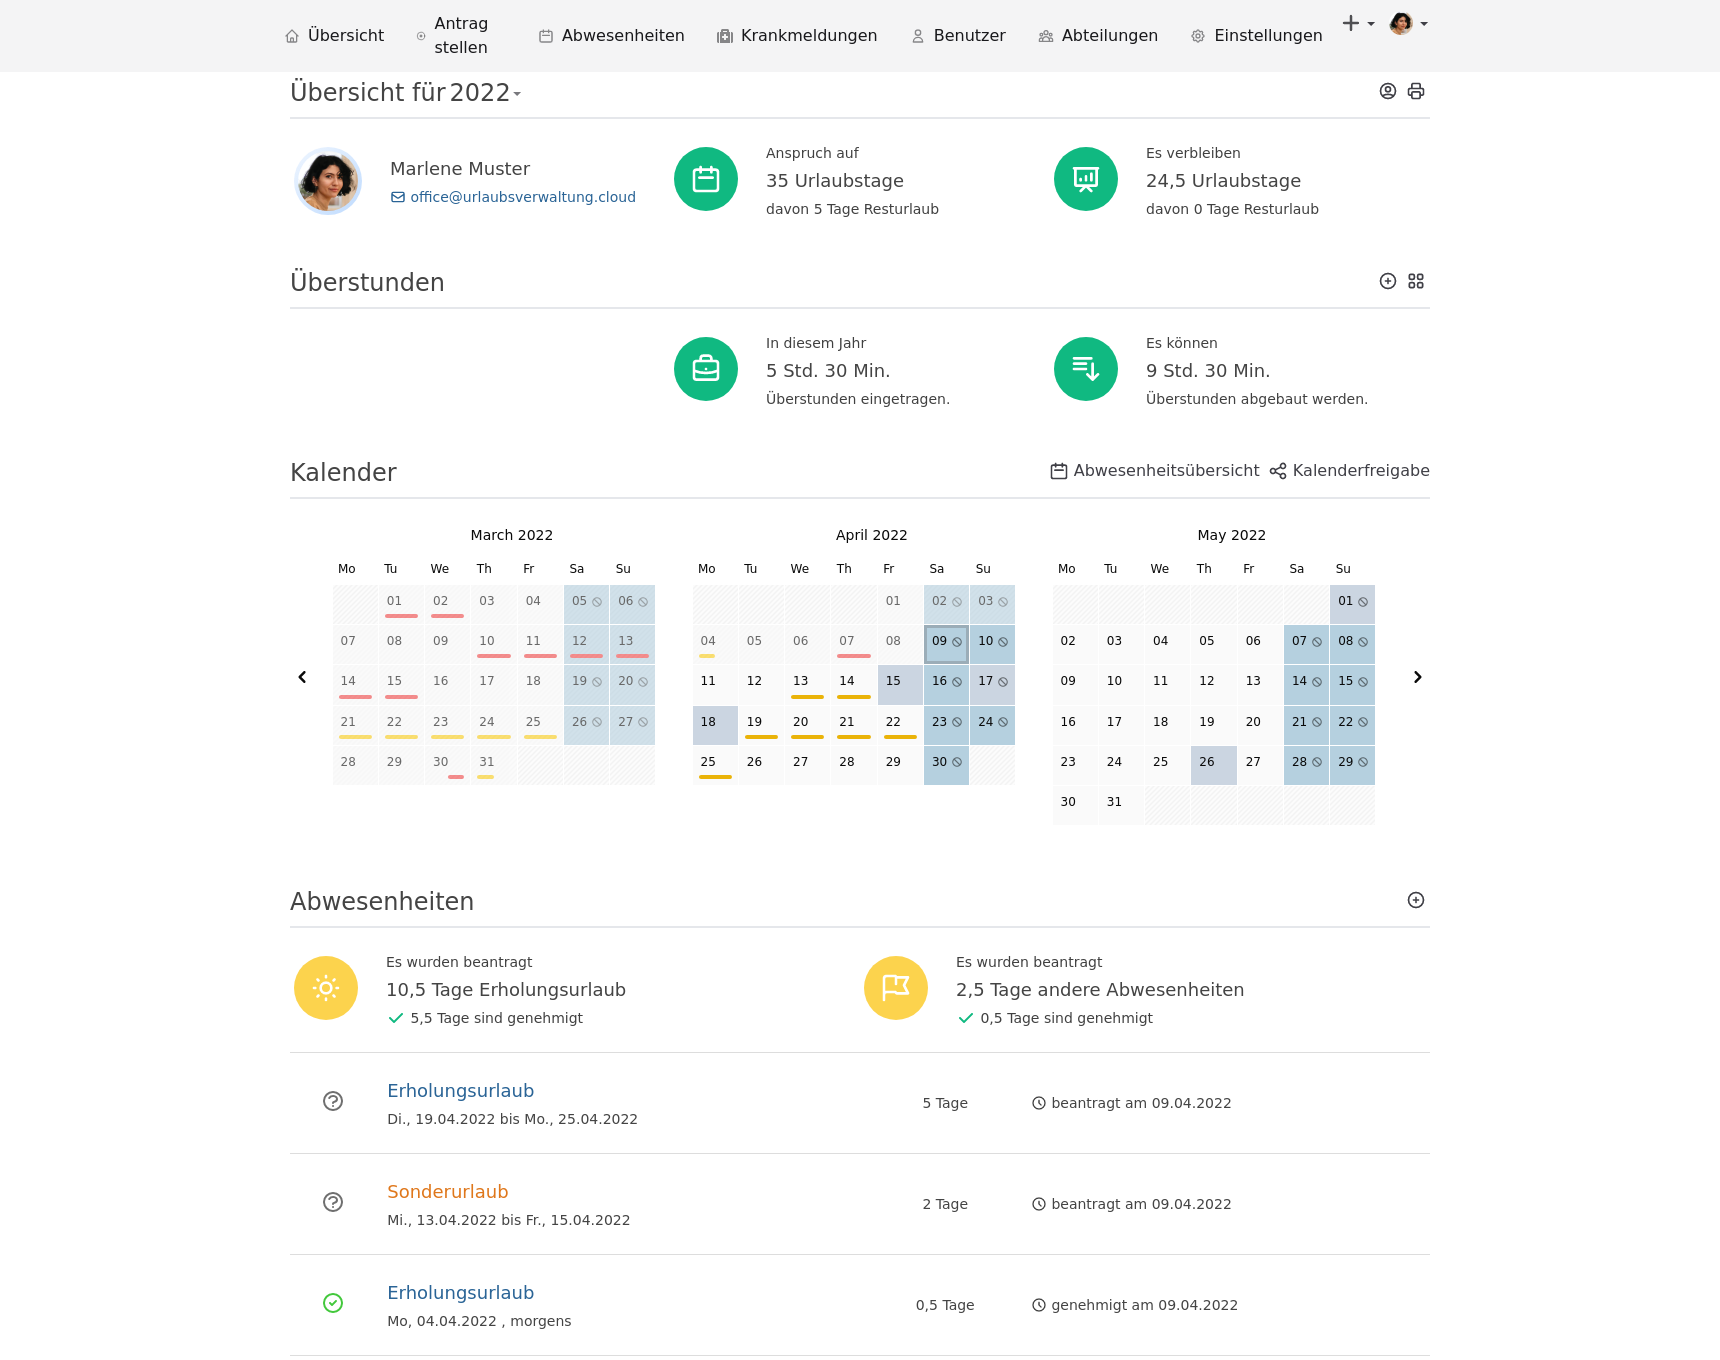 Übersicht Antrag stellen Abwesenheiten Krankmeldungen Benutzer Abteilungen Einstellungen
Übersicht für 2022
Marlene Muster
office@urlaubsverwaltung.cloud
Anspruch auf
35 Urlaubstage
davon 5 Tage Resturlaub
Es verbleiben
24,5 Urlaubstage
davon 0 Tage Resturlaub
Überstunden
In diesem Jahr
5 Std. 30 Min.
Überstunden eingetragen.
Es können
9 Std. 30 Min.
Überstunden abgebaut werden.
Kalender
Abwesenheitsübersicht Kalenderfreigabe
March 2022
Mo Tu We Th Fr Sa Su
01 02 03 04 05 06
07 08 09 10 11 12 13
14 15 16 17 18 19 20
21 22 23 24 25 26 27
28 29 30 31
April 2022
Mo Tu We Th Fr Sa Su
01 02 03
04 05 06 07 08 09 10
11 12 13 14 15 16 17
18 19 20 21 22 23 24
25 26 27 28 29 30
May 2022
Mo Tu We Th Fr Sa Su
01
02 03 04 05 06 07 08
09 10 11 12 13 14 15
16 17 18 19 20 21 22
23 24 25 26 27 28 29
30 31
Abwesenheiten
Es wurden beantragt
10,5 Tage Erholungsurlaub
5,5 Tage sind genehmigt
Es wurden beantragt
2,5 Tage andere Abwesenheiten
0,5 Tage sind genehmigt
Erholungsurlaub
Di., 19.04.2022 bis Mo., 25.04.2022
5 Tage
beantragt am 09.04.2022
Sonderurlaub
Mi., 13.04.2022 bis Fr., 15.04.2022
2 Tage
beantragt am 09.04.2022
Erholungsurlaub
Mo, 04.04.2022 , morgens
0,5 Tage
genehmigt am 09.04.2022